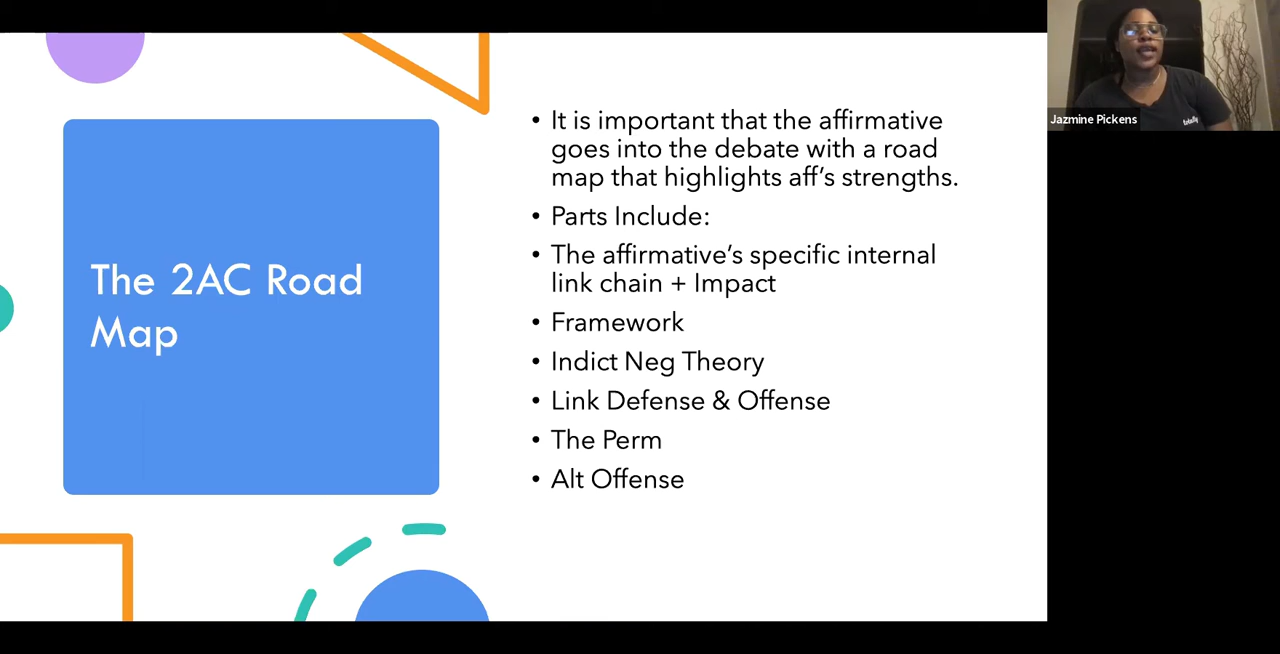 The 2AC Road
Map
• It is important that the affirmative
goes into the debate with a road
map that highlights aff’s strengths.
• Parts Include:
• The affirmative’s specific internal
link chain + Impact
• Framework
• Indict Neg Theory
• Link Defense & Offense
• The Perm
• Alt Offense
Jazmine Pickens